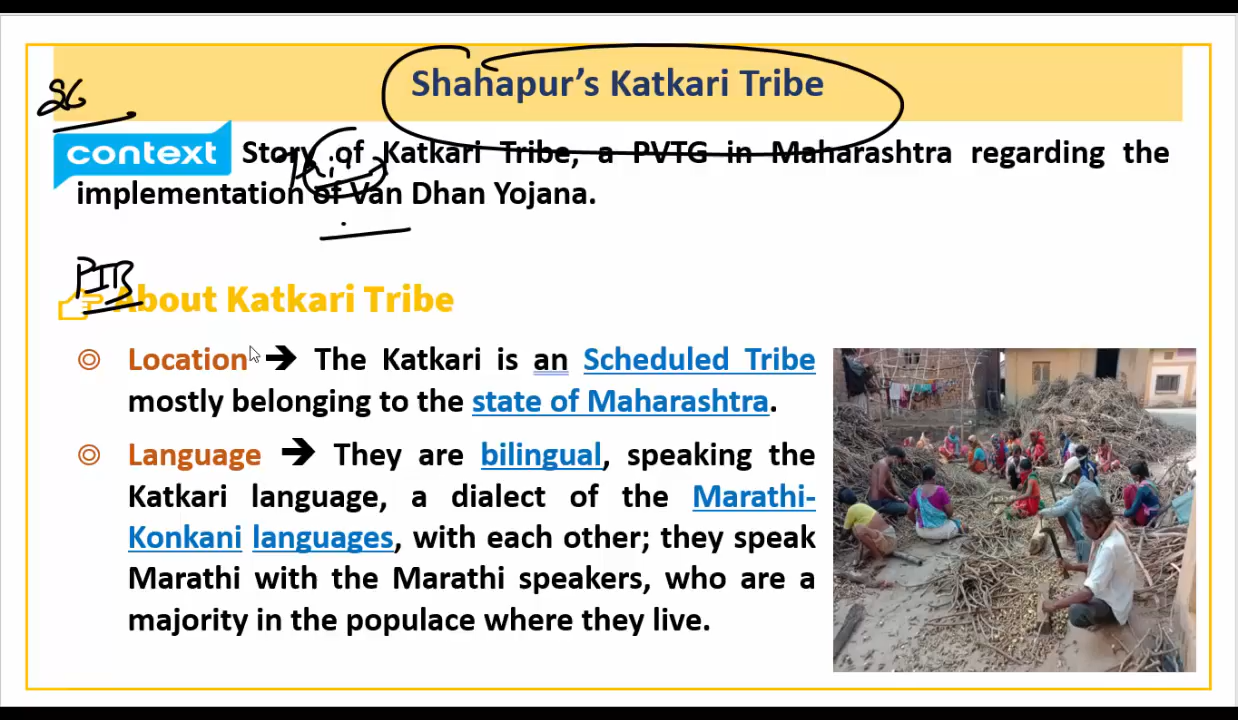 Shahapur's Katkari Tribe
context Story of Katkari Tribe, a PVTG in Maharashtra regarding the
implementation of Van Dhan Yojana.
PIB
About Katkari Tribe
Location ➔ The Katkari is an Scheduled Tribe
mostly belonging to the state of Maharashtra.
Language ➔ They are bilingual, speaking the
Katkari language, a dialect of the Marathi-
Konkani languages, with each other; they speak
Marathi with the Marathi speakers, who are a
majority in the populace where they live.